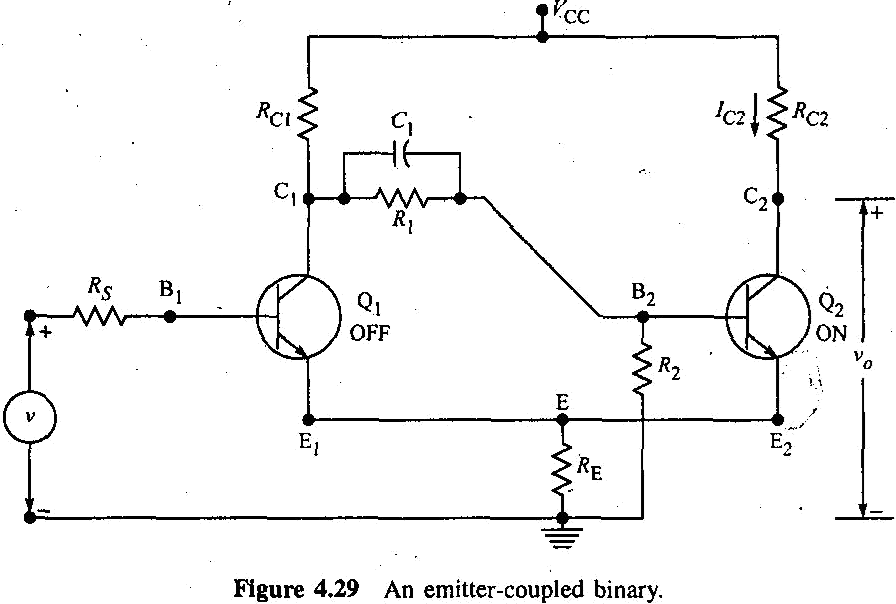 V_CC
R_C1
C_1
I_C2
R_C2
C_1
R_1
C_2
+
R_S
B_1
Q_1
OFF
B_2
Q_2
ON
+
R_2
v_o
v
E
E_1
E_2
R_E
−
−
Figure 4.29 An emitter-coupled binary.